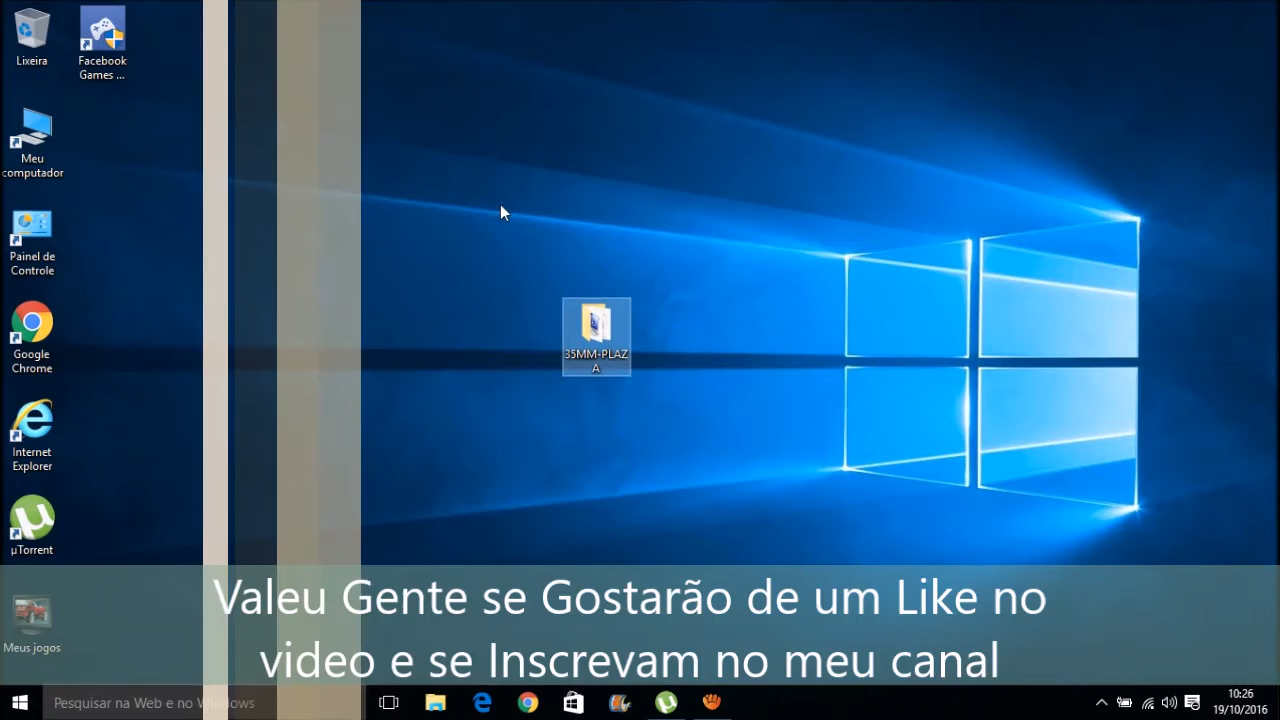 Lixeira
Facebook
Games ...
Meu
computador
Painel de
Controle
Google
Chrome
Internet
Explorer
µTorrent
Meus jogos
35MM-PLAZ
A
Valeu Gente se Gostarão de um Like no
video e se Inscrevam no meu canal
Pesquisar na Web e no Windows
10:26
19/10/2016